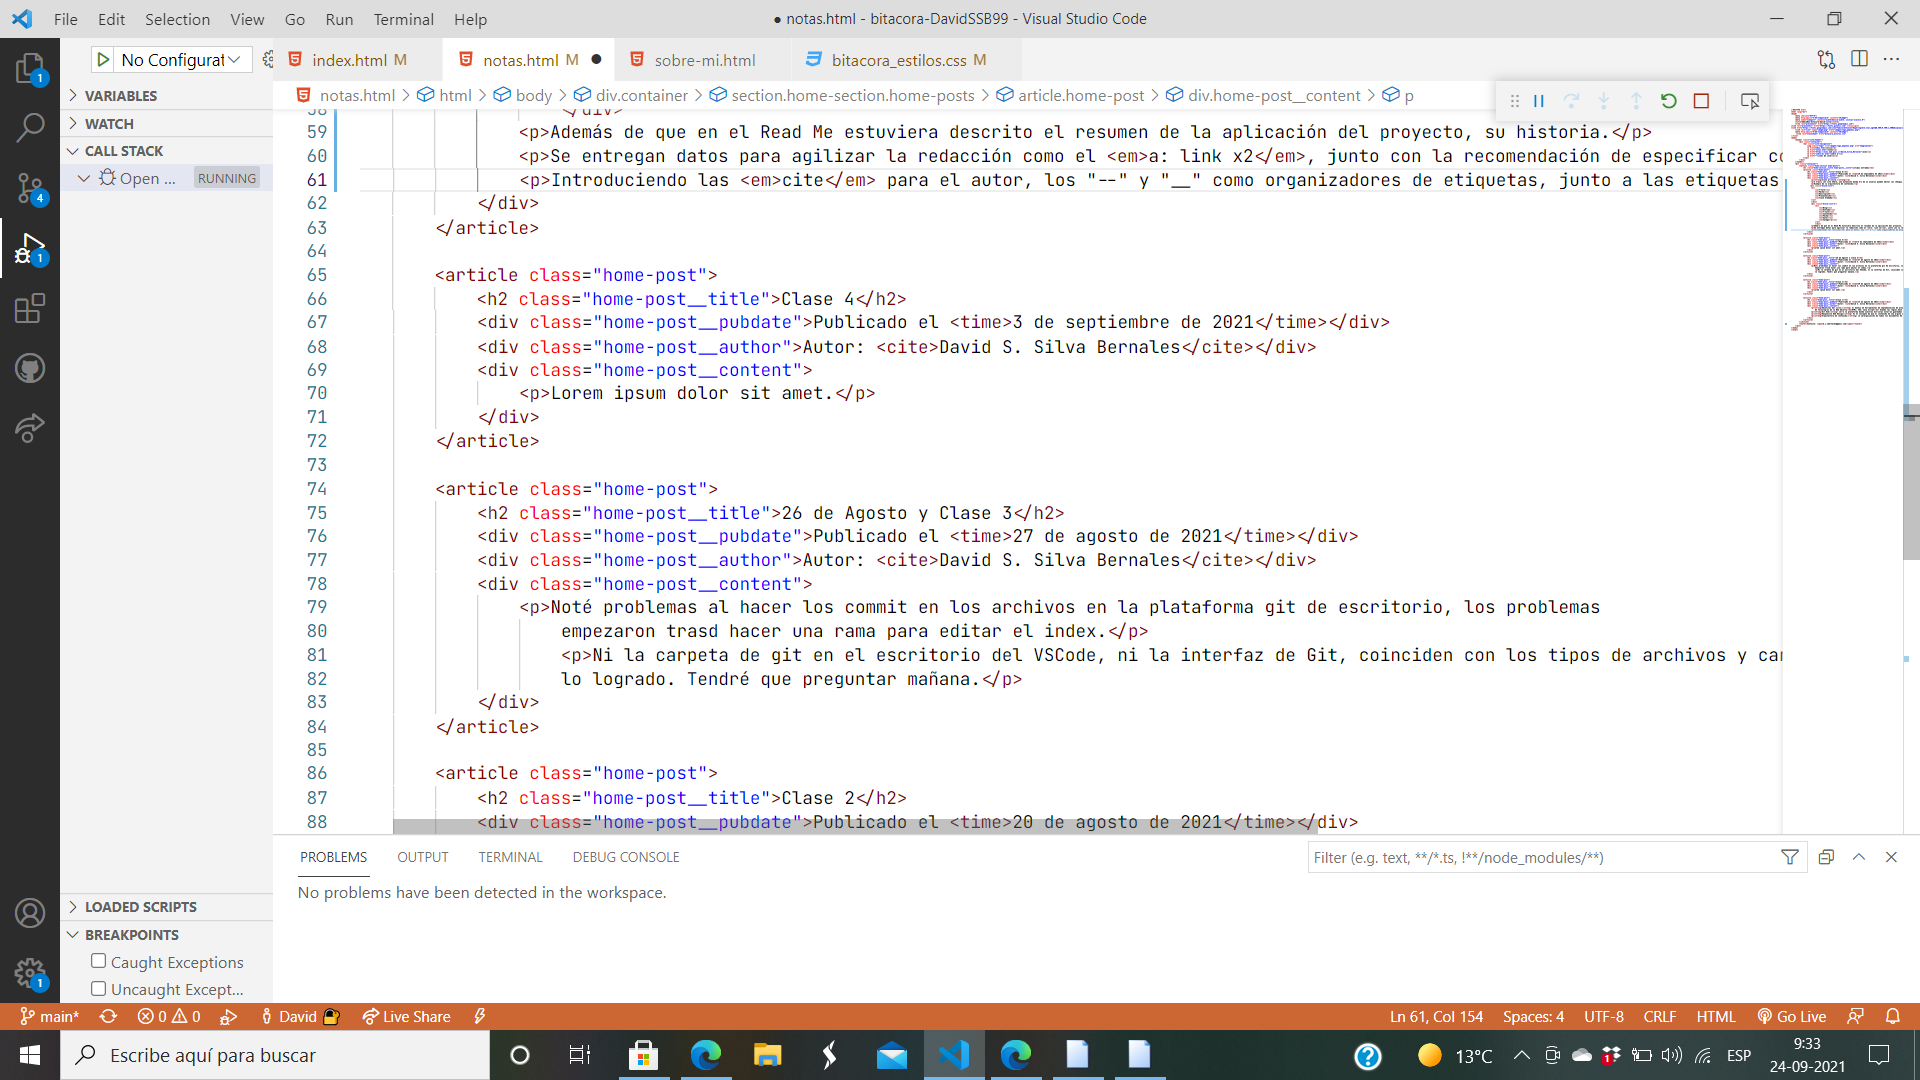 File Edit Selection View Go Run Terminal Help
● notas.html - bitacora-DavidSSB99 - Visual Studio Code
No Configurat
index.html M
notas.html M ●
sobre-mi.html
bitacora_estilos.css M
notas.html > html > body > div.container > section.home-section.home-posts > article.home-post > div.home-post__content > p
VARIABLES
WATCH
CALL STACK
Open ... RUNNING
58 </div>
59 <p>Además de que en el Read Me estuviera descrito el resumen de la aplicación del proyecto, su historia.</p>
60 <p>Se entregan datos para agilizar la redacción como el <em>a: link x2</em>, junto con la recomendación de especificar co
61 <p>Introduciendo las <em>cite</em> para el autor, los "--" y "__" como organizadores de etiquetas, junto a las etiquetas
62 </div>
63 </article>
64
65 <article class="home-post">
66 <h2 class="home-post__title">Clase 4</h2>
67 <div class="home-post__pubdate">Publicado el <time>3 de septiembre de 2021</time></div>
68 <div class="home-post__author">Autor: <cite>David S. Silva Bernales</cite></div>
69 <div class="home-post__content">
70 <p>Lorem ipsum dolor sit amet.</p>
71 </div>
72 </article>
73
74 <article class="home-post">
75 <h2 class="home-post__title">26 de Agosto y Clase 3</h2>
76 <div class="home-post__pubdate">Publicado el <time>27 de agosto de 2021</time></div>
77 <div class="home-post__author">Autor: <cite>David S. Silva Bernales</cite></div>
78 <div class="home-post__content">
79 <p>Noté problemas al hacer los commit en los archivos en la plataforma git de escritorio, los problemas
80 empezaron trasd hacer una rama para editar el index.</p>
81 <p>Ni la carpeta de git en el escritorio del VSCode, ni la interfaz de Git, coinciden con los tipos de archivos y car
82 lo logrado. Tendré que preguntar mañana.</p>
83 </div>
84 </article>
85
86 <article class="home-post">
87 <h2 class="home-post__title">Clase 2</h2>
88 <div class="home-post__pubdate">Publicado el <time>20 de agosto de 2021</time></div>
1
4
1
1
LOADED SCRIPTS
BREAKPOINTS
Caught Exceptions
Uncaught Except...
PROBLEMS OUTPUT TERMINAL DEBUG CONSOLE
Filter (e.g. text, **/*.ts, !**/node_modules/**)
No problems have been detected in the workspace.
main* 0 0 David Live Share
Ln 61, Col 154 Spaces: 4 UTF-8 CRLF HTML Go Live
Escribe aquí para buscar
13°C
1
ESP
9:33
24-09-2021